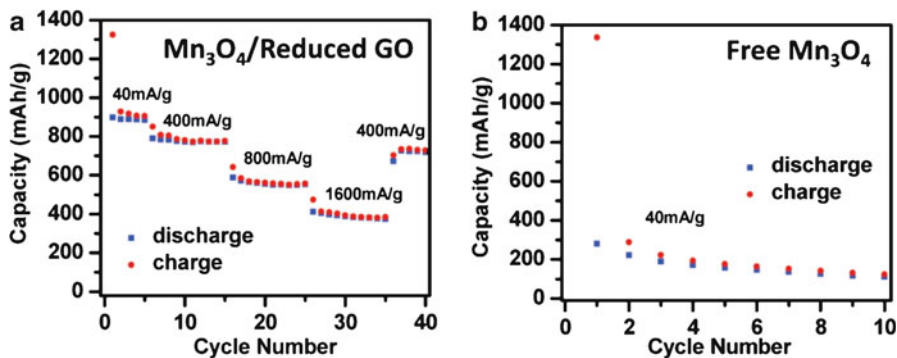 a
Mn₃O₄/Reduced GO
Capacity (mAh/g)
1400
1200
1000
800
600
400
200
0
40mA/g
400mA/g
800mA/g
1600mA/g
400mA/g
discharge
charge
0 10 20 30 40
Cycle Number
b
Free Mn₃O₄
Capacity (mAh/g)
1400
1200
1000
800
600
400
200
0
discharge
charge
40mA/g
0 2 4 6 8 10
Cycle Number